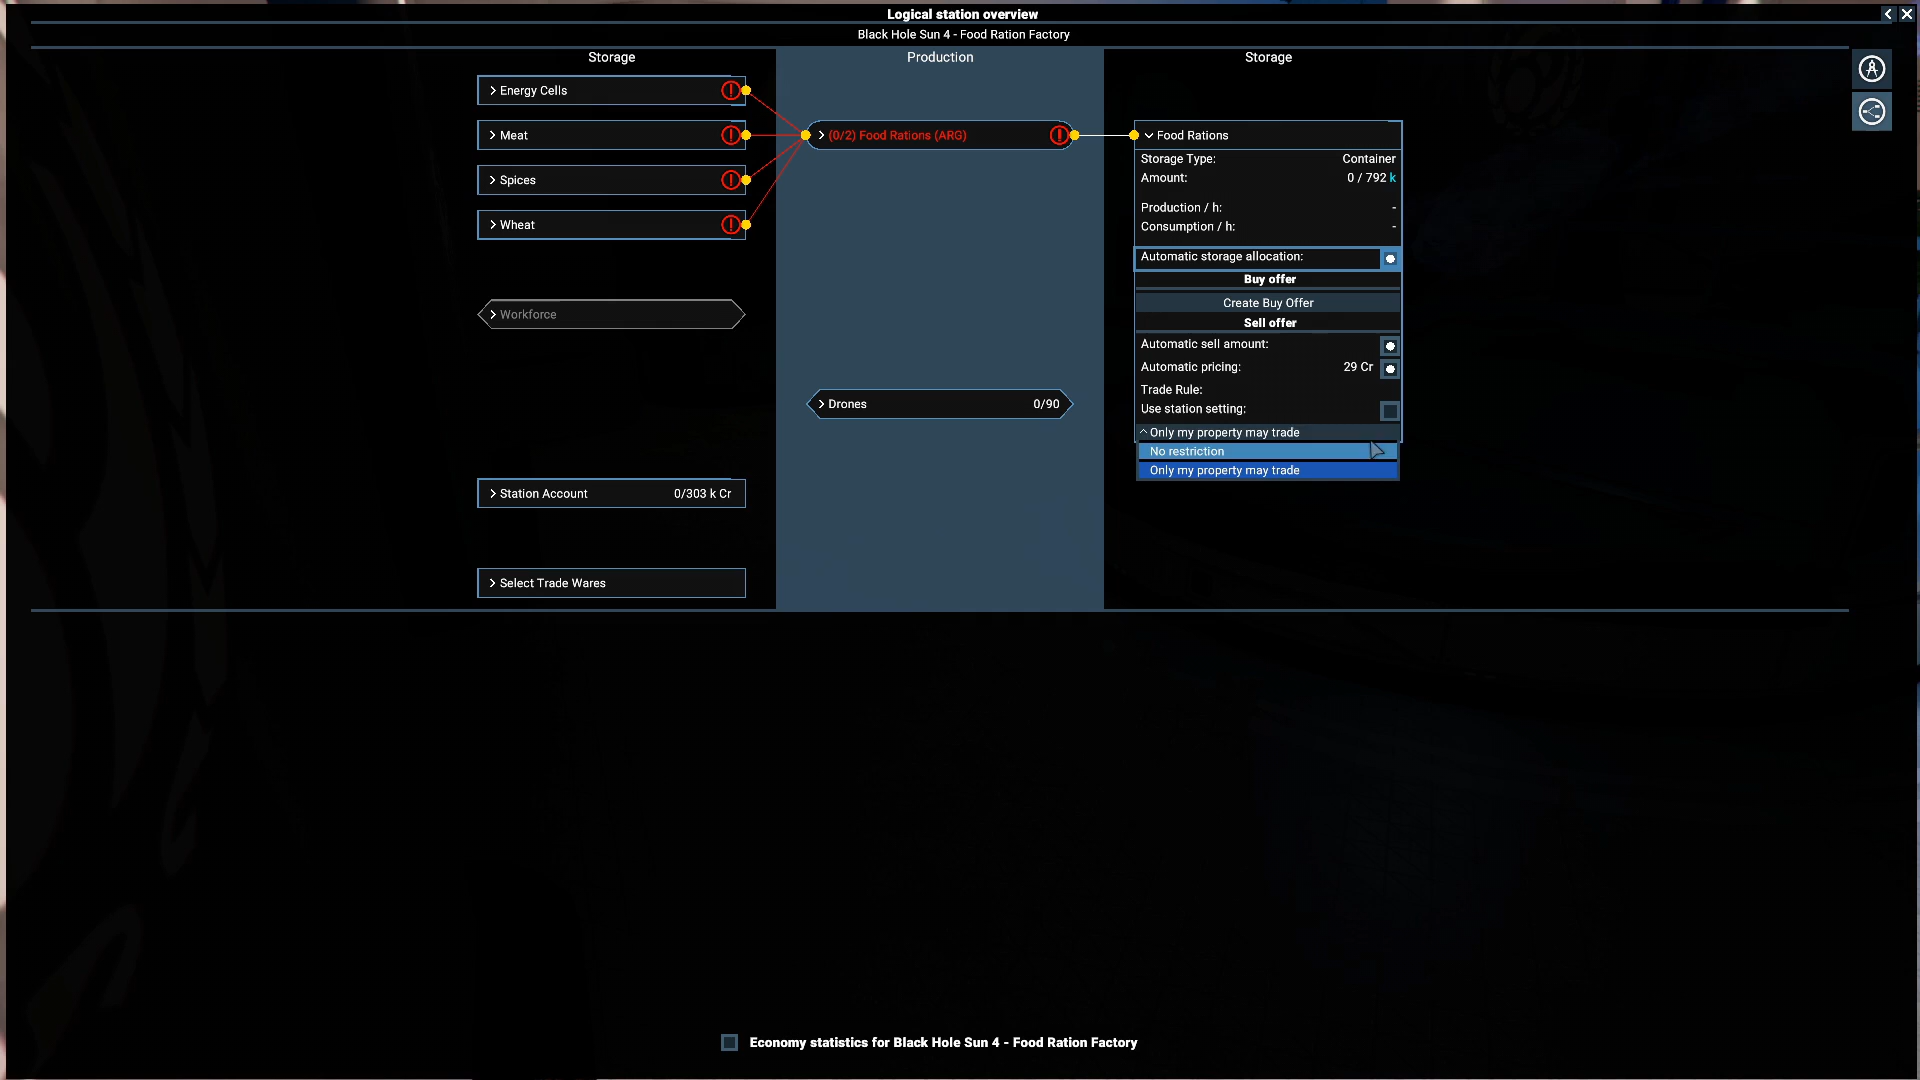 Logical station overview
Black Hole Sun 4 - Food Ration Factory
Storage
Production
Storage
Energy Cells
Meat
Spices
Wheat
Workforce
Station Account 0/303 k Cr
Select Trade Wares
(0/2) Food Rations (ARG)
Drones 0/90
Food Rations
Storage Type: Container
Amount: 0 / 792 k
Production / h: -
Consumption / h: -
Automatic storage allocation:
Buy offer
Create Buy Offer
Sell offer
Automatic sell amount:
Automatic pricing: 29 Cr
Trade Rule:
Use station setting:
Only my property may trade
No restriction
Only my property may trade
Economy statistics for Black Hole Sun 4 - Food Ration Factory